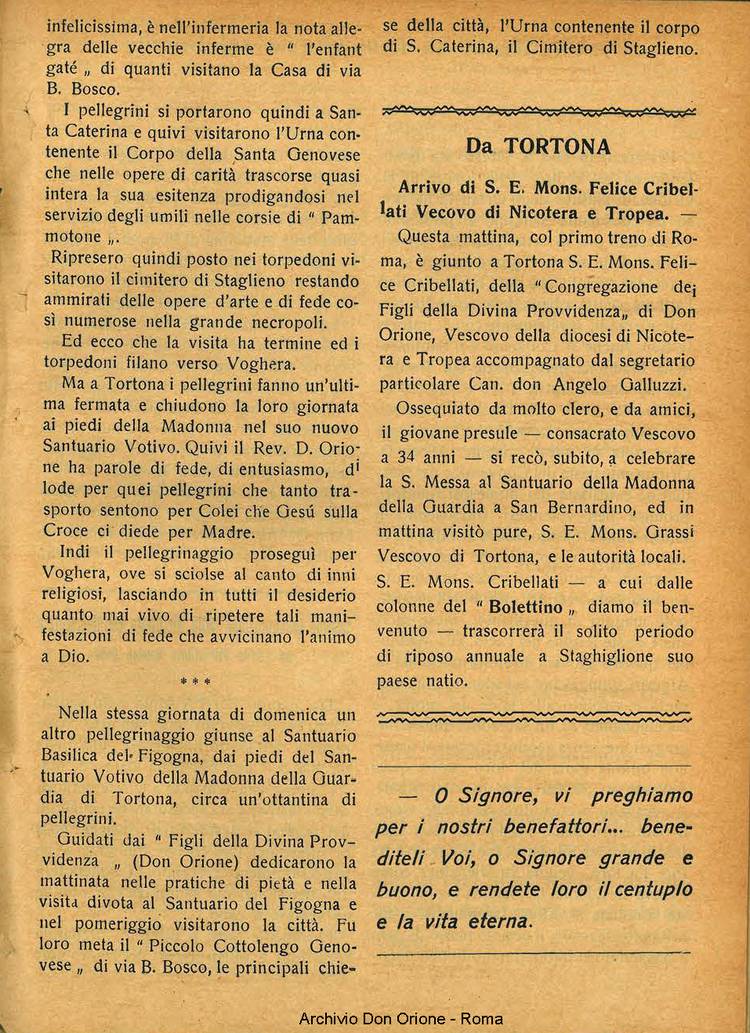 infelicissima, è nell'infermeria la nota alle-
gra delle vecchie inferme è " l'enfant
gaté „ di quanti visitano la Casa di via
B. Bosco.
I pellegrini si portarono quindi a San-
ta Caterina e quivi visitarono l'Urna con-
tenente il Corpo della Santa Genovese
che nelle opere di carità trascorse quasi
intera la sua esitenza prodigandosi nel
servizio degli umili nelle corsie di " Pam-
motone „.
Ripresero quindi posto nei torpedoni vi-
sitarono il cimitero di Staglieno restando
ammirati delle opere d'arte e di fede co-
sì numerose nella grande necropoli.
Ed ecco che la visita ha termine ed i
torpedoni filano verso Voghera.
Ma a Tortona i pellegrini fanno un'ulti-
ma fermata e chiudono la loro giornata
ai piedi della Madonna nel suo nuovo
Santuario Votivo. Quivi il Rev. D. Orio-
ne ha parole di fede, di entusiasmo, di
lode per quei pellegrini che tanto tra-
sporto sentono per Colei che Gesú sulla
Croce ci diede per Madre.
Indi il pellegrinaggio proseguì per
Voghera, ove si sciolse al canto di inni
religiosi, lasciando in tutti il desiderio
quanto mai vivo di ripetere tali mani-
festazioni di fede che avvicinano l'animo
a Dio.
* * *
Nella stessa giornata di domenica un
altro pellegrinaggio giunse al Santuario
Basilica del Figogna, dai piedi del San-
tuario Votivo della Madonna della Guar-
dia di Tortona, circa un'ottantina di
pellegrini.
Guidati dai " Figli della Divina Prov-
videnza „ (Don Orione) dedicarono la
mattinata nelle pratiche di pietà e nella
visita divota al Santuario del Figogna e
nel pomeriggio visitarono la città. Fu
loro meta il " Piccolo Cottolengo Geno-
vese „ di via B. Bosco, le principali chie-
se della città, l'Urna contenente il corpo
di S. Caterina, il Cimitero di Staglieno.
Da TORTONA
Arrivo di S. E. Mons. Felice Cribel-
lati Vecovo di Nicotera e Tropea. —
Questa mattina, col primo treno di Ro-
ma, è giunto a Tortona S. E. Mons. Feli-
ce Cribellati, della " Congregazione dei
Figli della Divina Provvidenza„ di Don
Orione, Vescovo della diocesi di Nicote-
ra e Tropea accompagnato dal segretario
particolare Can. don Angelo Galluzzi.
Ossequiato da molto clero, e da amici,
il giovane presule — consacrato Vescovo
a 34 anni — si recò, subito, a celebrare
la S. Messa al Santuario della Madonna
della Guardia a San Bernardino, ed in
mattina visitò pure, S. E. Mons. Grassi
Vescovo di Tortona, e le autorità locali.
S. E. Mons. Cribellati — a cui dalle
colonne del " Bolettino „ diamo il ben-
venuto — trascorrerà il solito periodo
di riposo annuale a Staghiglione suo
paese natio.
— O Signore, vi preghiamo
per i nostri benefattori... bene-
diteli Voi, o Signore grande e
buono, e rendete loro il centuplo
e la vita eterna.
Archivio Don Orione - Roma